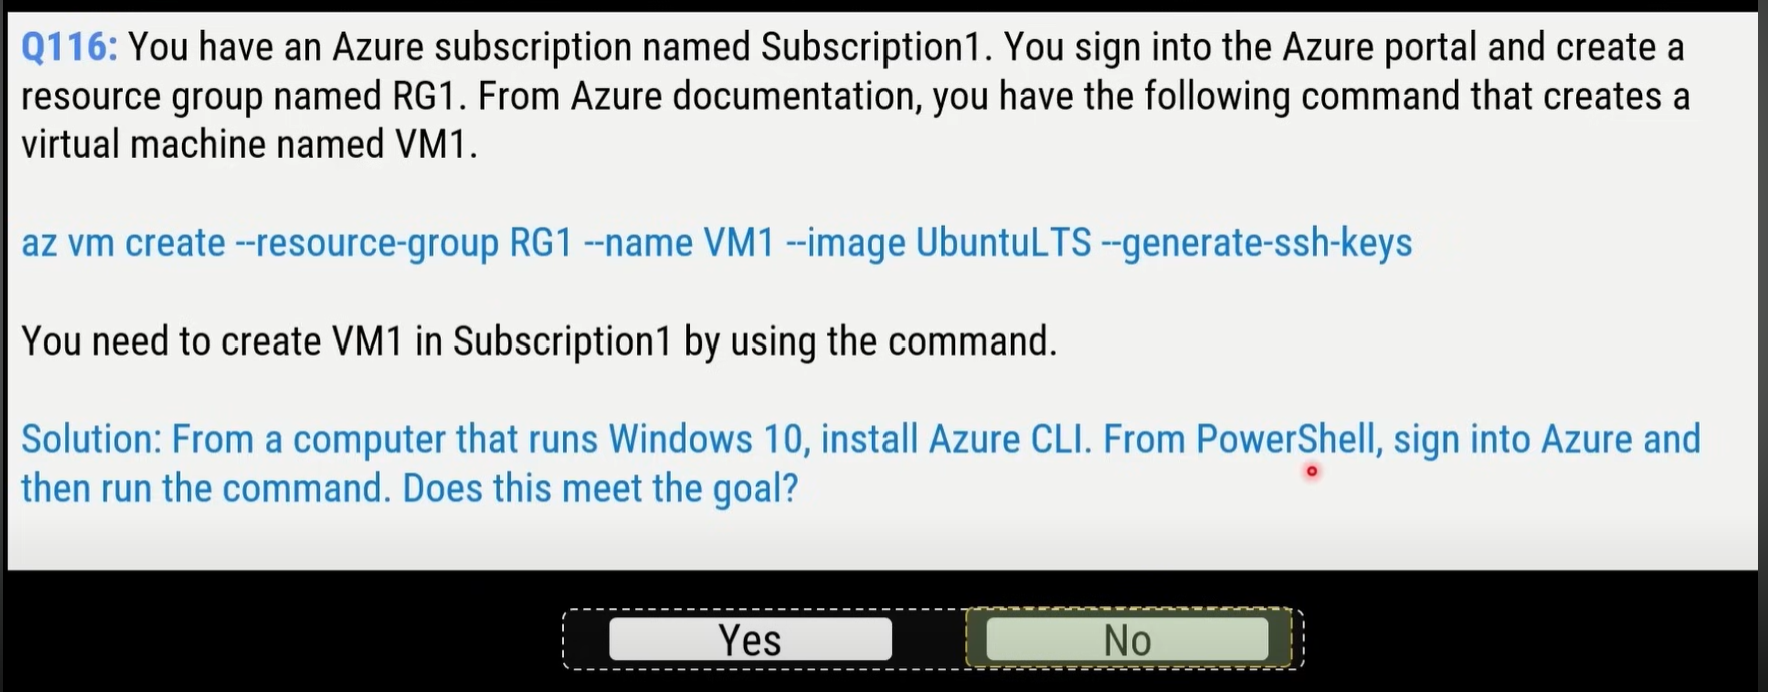 Q116: You have an Azure subscription named Subscription1. You sign into the Azure portal and create a
resource group named RG1. From Azure documentation, you have the following command that creates a
virtual machine named VM1.
az vm create --resource-group RG1 --name VM1 --image UbuntuLTS --generate-ssh-keys
You need to create VM1 in Subscription1 by using the command.
Solution: From a computer that runs Windows 10, install Azure CLI. From PowerShell, sign into Azure and
then run the command. Does this meet the goal?
Yes No